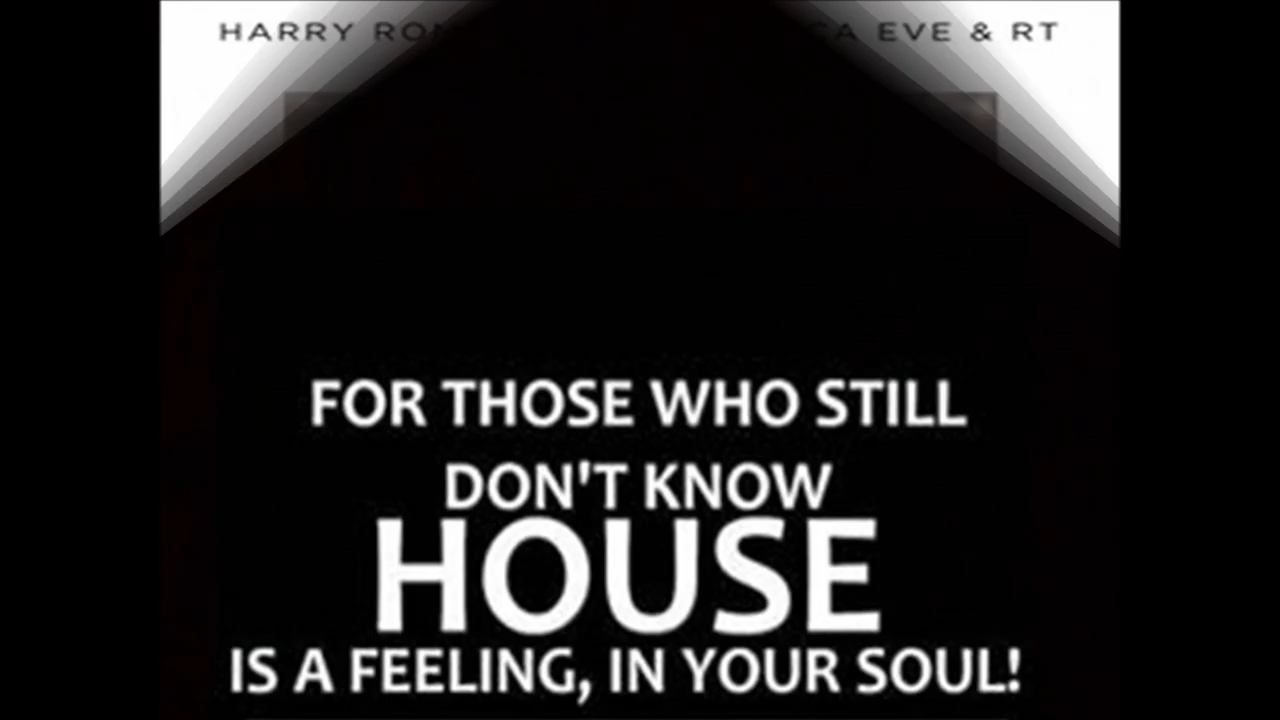 HARRY
EVE & RT
FOR THOSE WHO STILL
DON'T KNOW
HOUSE
IS A FEELING, IN YOUR SOUL!